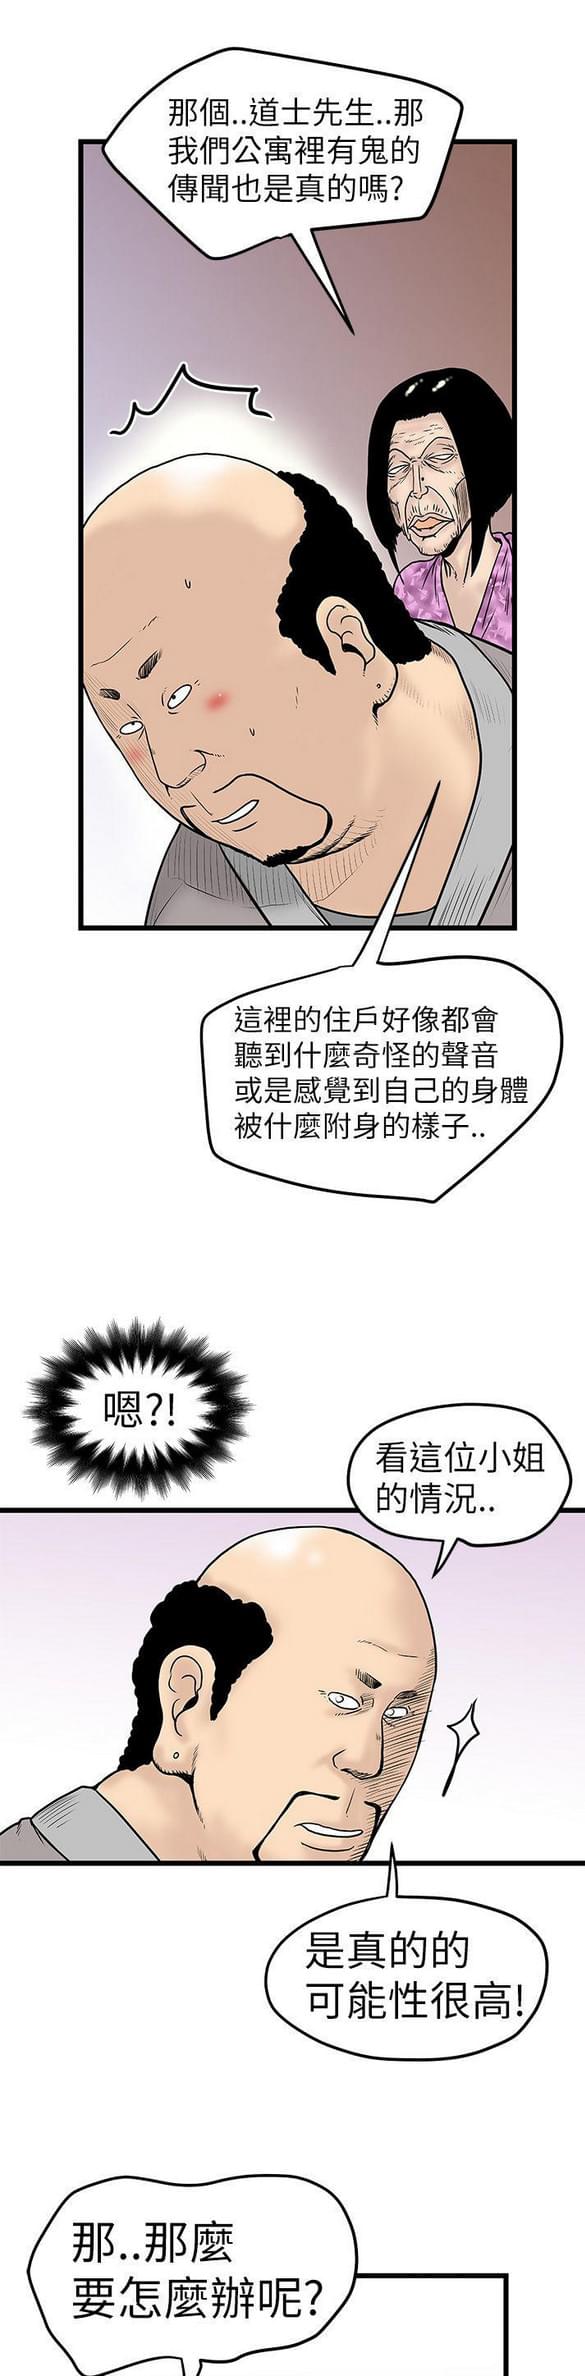 那個..道士先生..那
我們公寓裡有鬼的
傳聞也是真的嗎?
這裡的住戶好像都會
聽到什麼奇怪的聲音
或是感覺到自己的身體
被什麼附身的樣子..
嗯?!
看這位小姐
的情況..
是真的的
可能性很高!
那..那麼
要怎麼辦呢?